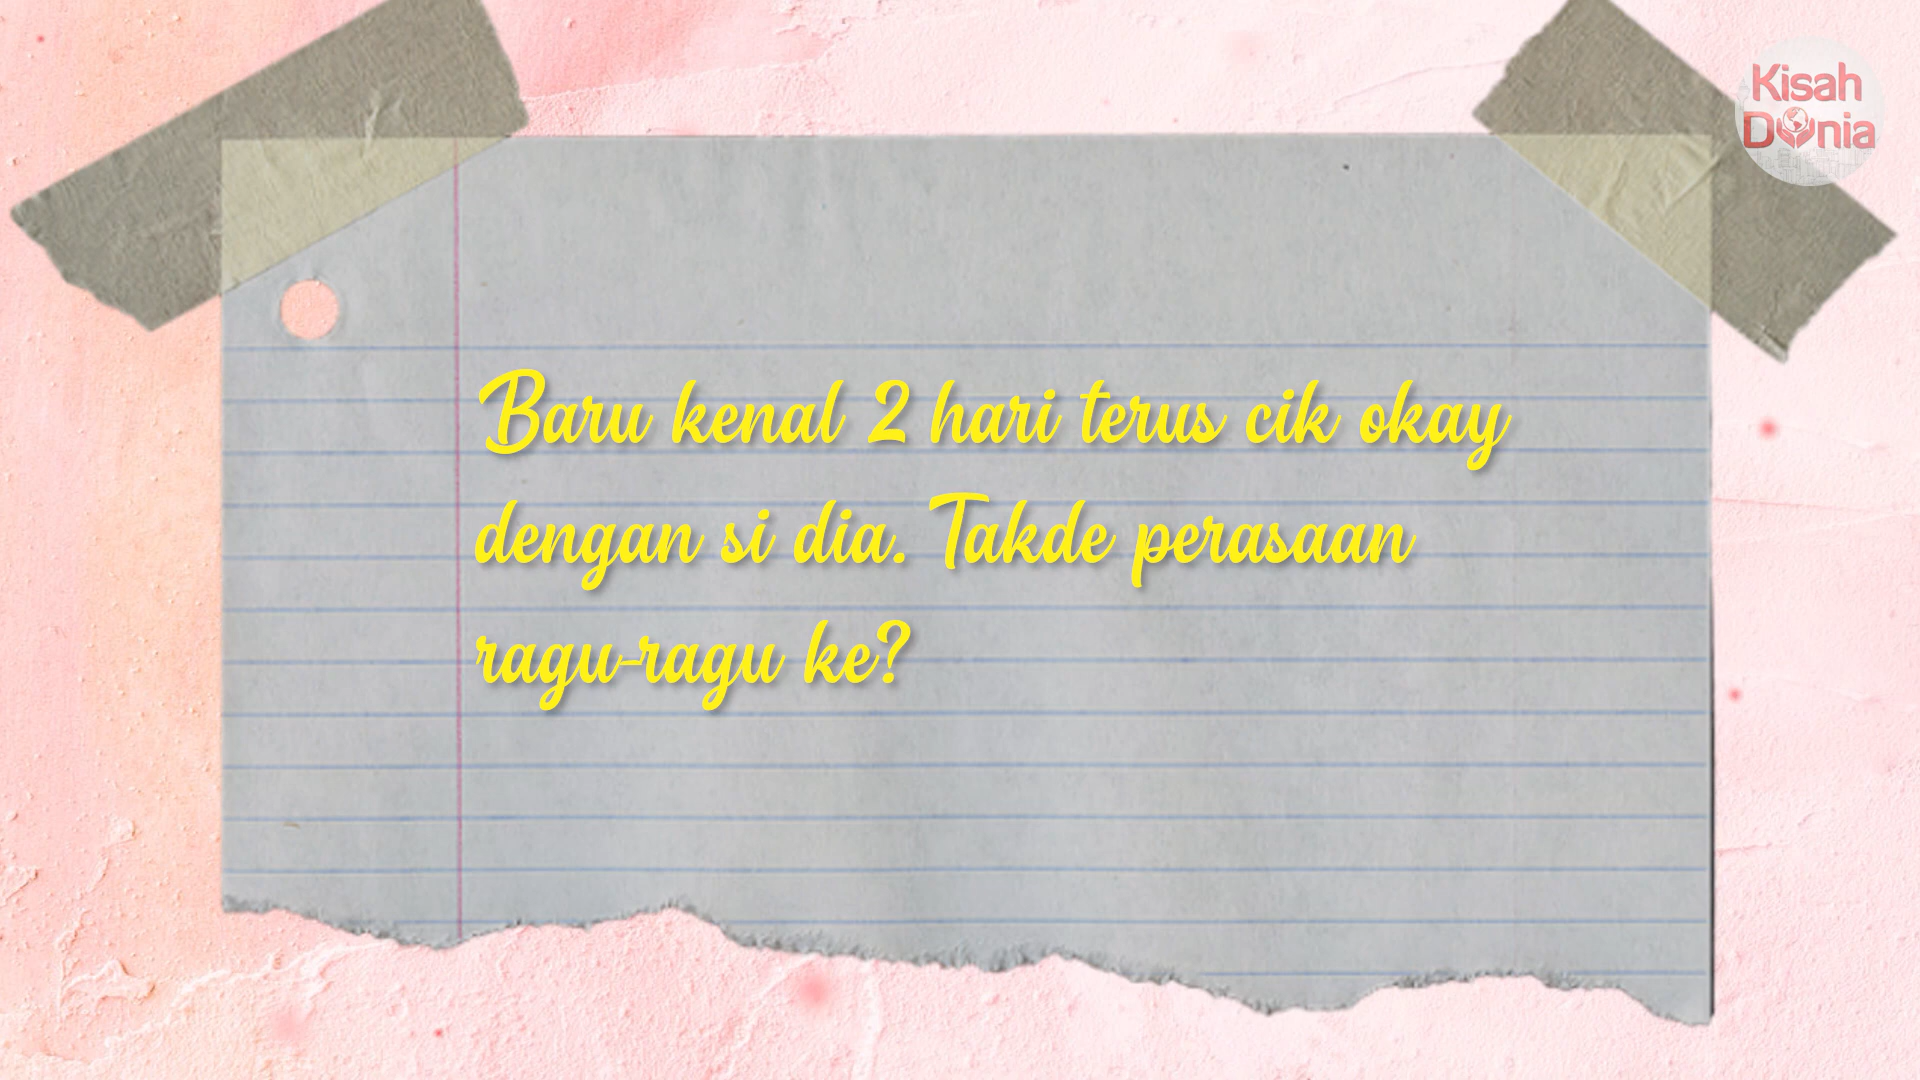 Kisah
Dunia
Baru kenal 2 hari terus cik okay
dengan si dia. Takde perasaan
ragu-ragu ke?